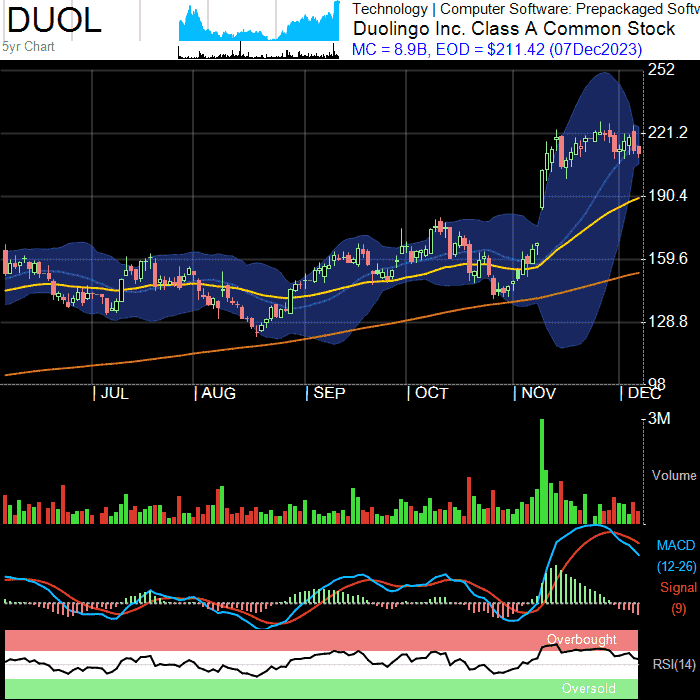 DUOL
5yr Chart
Technology | Computer Software: Prepackaged Softw
Duolingo Inc. Class A Common Stock
MC = 8.9B, EOD = $211.42 (07Dec2023)
252
221.2
190.4
159.6
128.8
98
| JUL | AUG | SEP | OCT | NOV | DEC
3M
Volume
MACD
(12-26)
Signal
(9)
Overbought
RSI(14)
Oversold